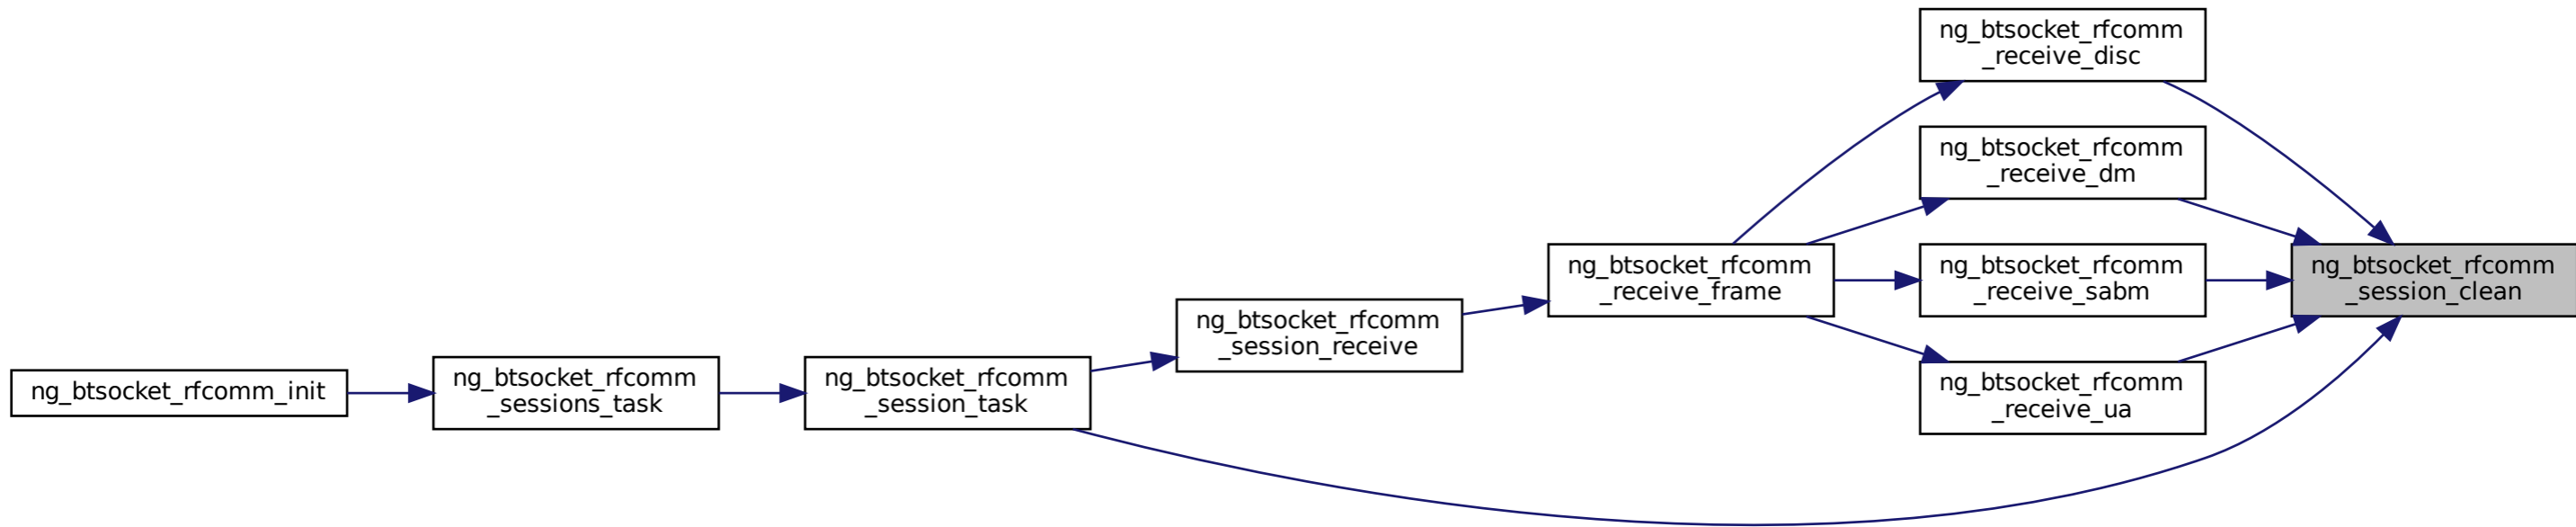 ng_btsocket_rfcomm
_receive_disc
ng_btsocket_rfcomm
_receive_dm
ng_btsocket_rfcomm
_receive_frame
ng_btsocket_rfcomm
_receive_sabm
ng_btsocket_rfcomm
_session_clean
ng_btsocket_rfcomm
_session_receive
ng_btsocket_rfcomm_init
ng_btsocket_rfcomm
_sessions_task
ng_btsocket_rfcomm
_session_task
ng_btsocket_rfcomm
_receive_ua